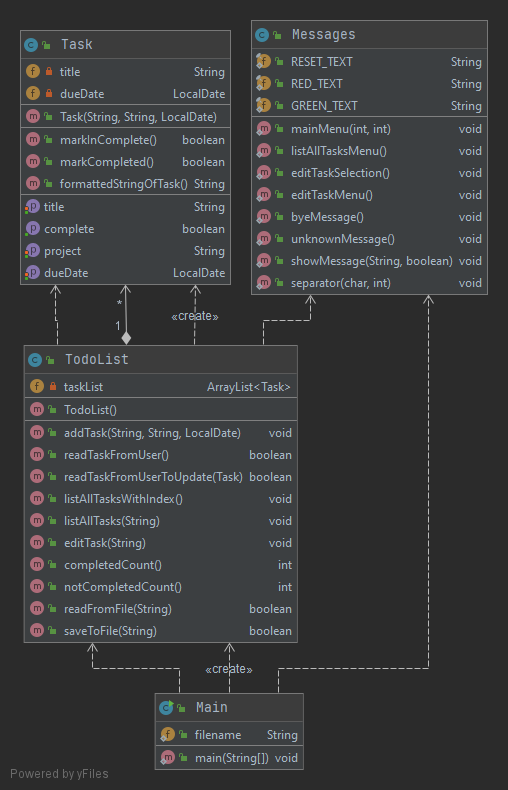 Task
title String
dueDate LocalDate
Task(String, String, LocalDate)
markInComplete() boolean
markCompleted() boolean
formattedStringOfTask() String
title String
complete boolean
project String
dueDate LocalDate
Messages
RESET_TEXT String
RED_TEXT String
GREEN_TEXT String
mainMenu(int, int) void
listAllTasksMenu() void
editTaskSelection() void
editTaskMenu() void
byeMessage() void
unknownMessage() void
showMessage(String, boolean) void
separator(char, int) void
*
1
«create»
TodoList
taskList ArrayList<Task>
TodoList()
addTask(String, String, LocalDate) void
readTaskFromUser() boolean
readTaskFromUserToUpdate(Task) boolean
listAllTasksWithIndex() void
listAllTasks(String) void
editTask(String) void
completedCount() int
notCompletedCount() int
readFromFile(String) boolean
saveToFile(String) boolean
«create»
Main
filename String
main(String[]) void
Powered by yFiles